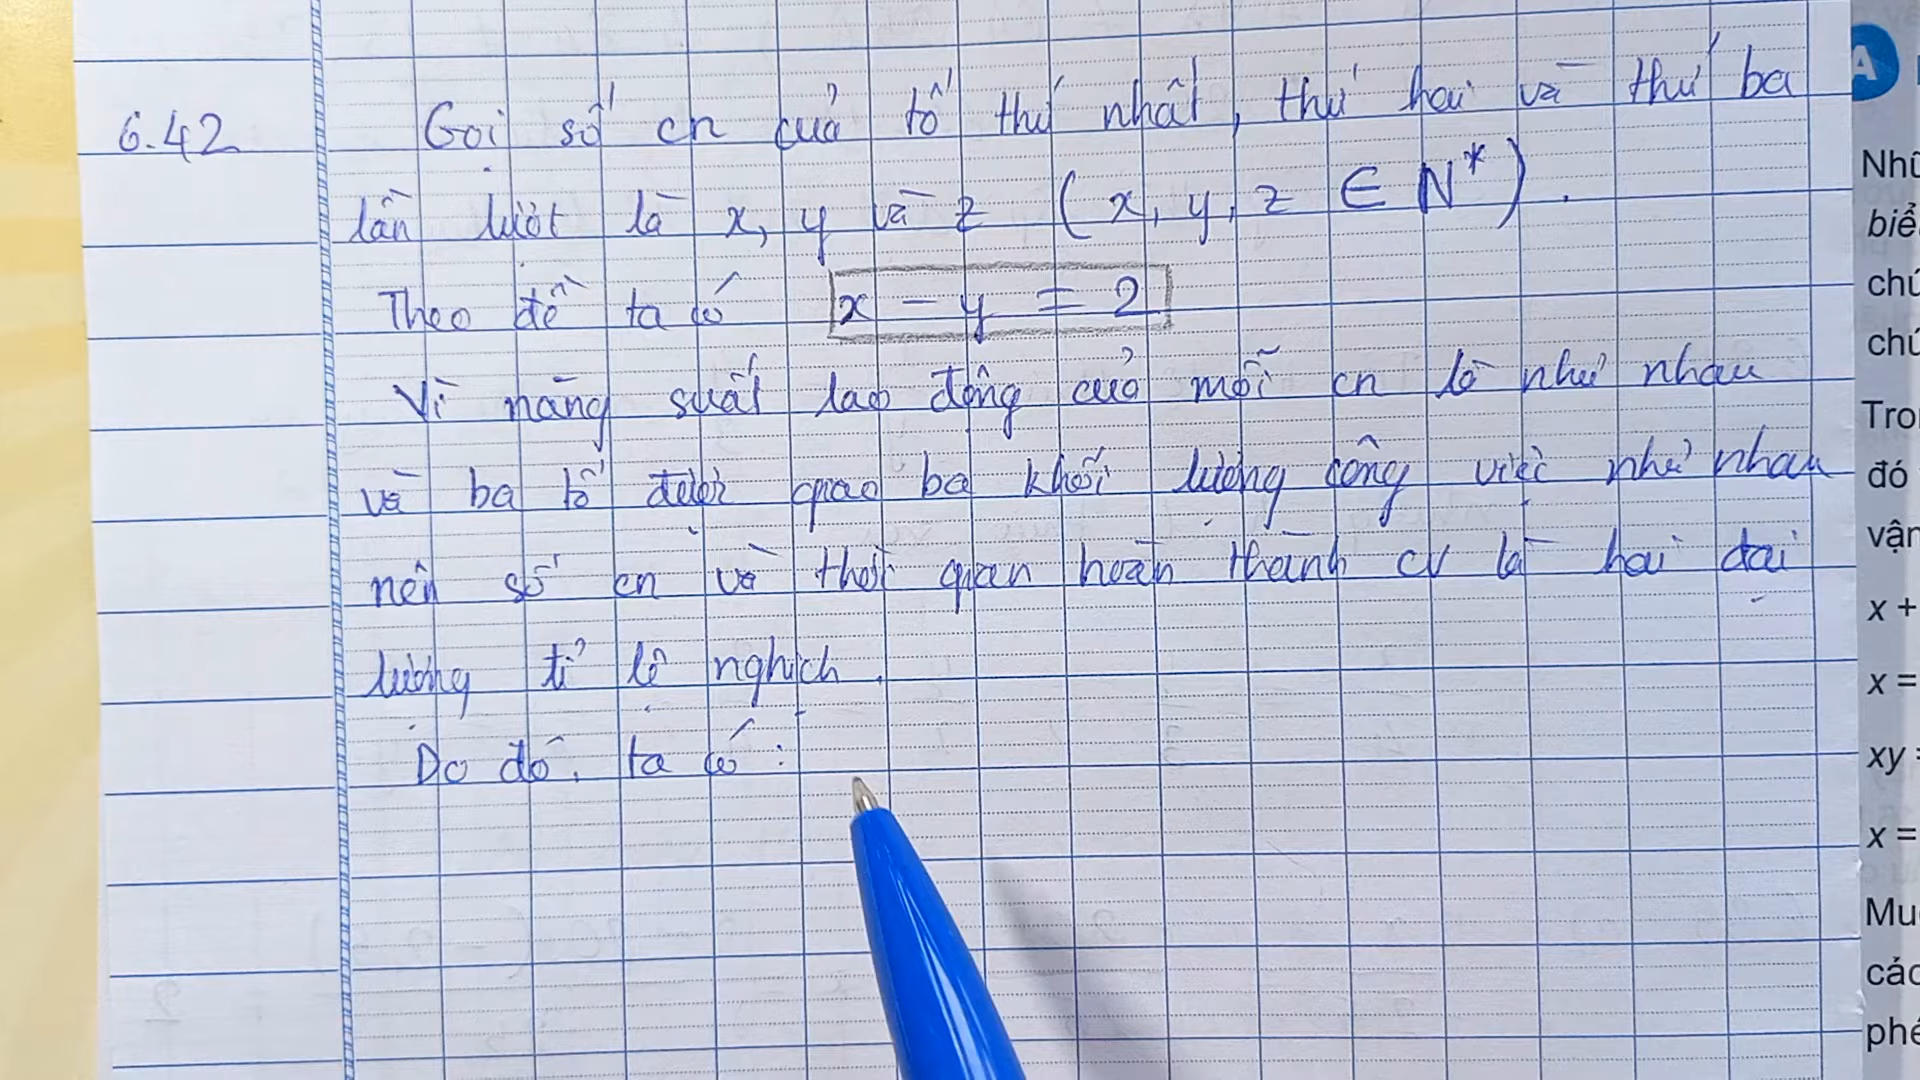 6.42 Gọi số cn của tổ thứ nhất, thứ hai và thứ ba
lần lượt là x, y và z (x, y, z ∈ N*).
Theo đề ta có x - y = 2
Vì năng suất lao động của mỗi cn là như nhau
và ba tổ được giao ba khối lượng công việc như nhau
nên số cn và thời gian hoàn thành cv là hai đại
lượng tỉ lệ nghịch.
Do đó, ta có :
A
Nhữ
biể
chú
chú
Tro
đó
vận
x +
x =
xy =
x =
Mu
các
phé